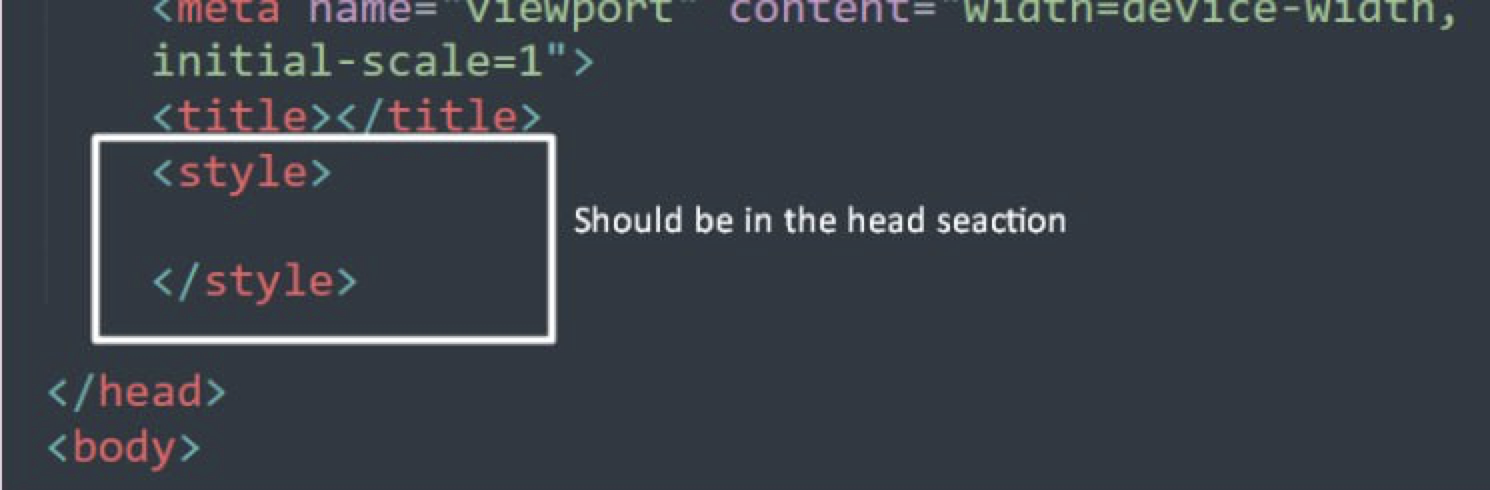 <meta name="viewport" content="width=device-width,
initial-scale=1">
<title></title>
<style>
Should be in the head seaction
</style>
</head>
<body>